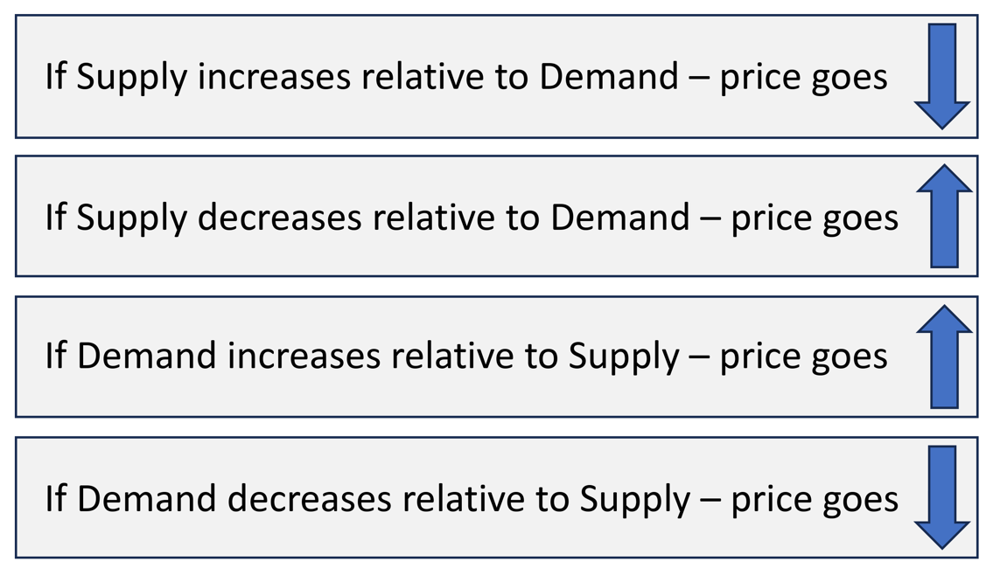 If Supply increases relative to Demand – price goes
If Supply decreases relative to Demand – price goes
If Demand increases relative to Supply – price goes
If Demand decreases relative to Supply – price goes